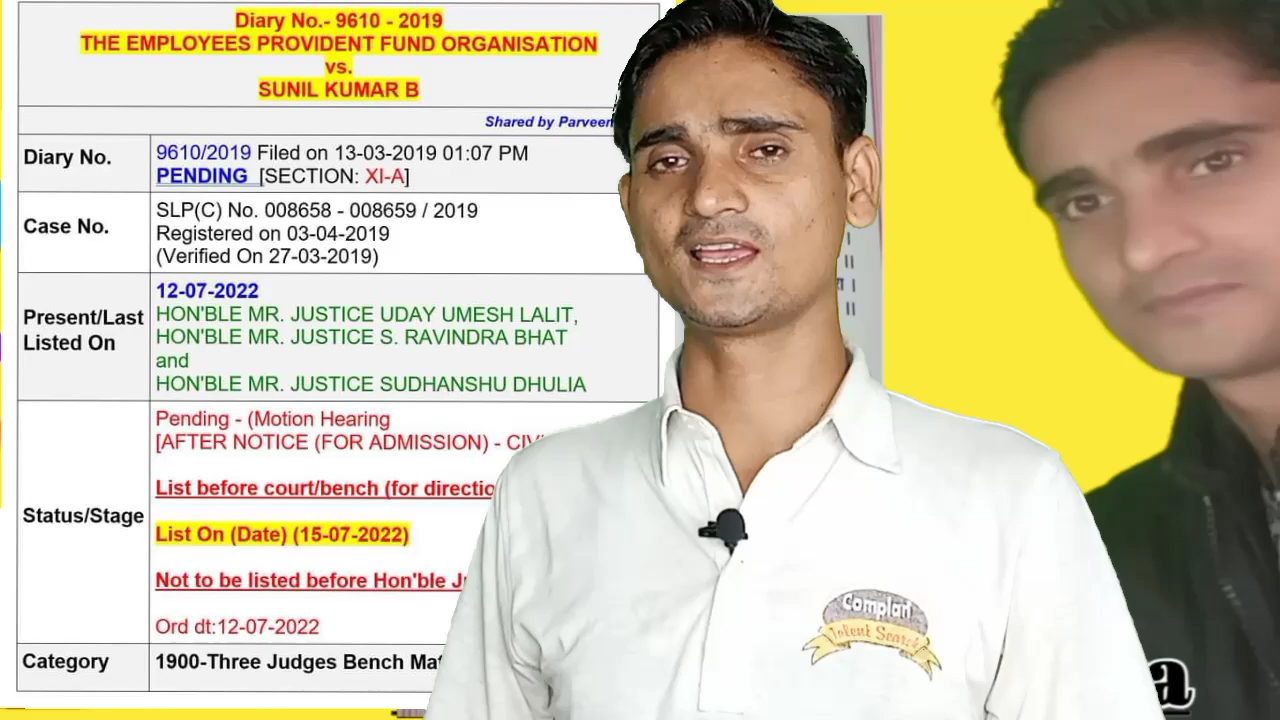 Diary No.- 9610 - 2019
THE EMPLOYEES PROVIDENT FUND ORGANISATION
vs.
SUNIL KUMAR B
Shared by Parveen
Diary No.
9610/2019 Filed on 13-03-2019 01:07 PM
PENDING [SECTION: XI-A]
Case No.
SLP(C) No. 008658 - 008659 / 2019
Registered on 03-04-2019
(Verified On 27-03-2019)
Present/Last
Listed On
12-07-2022
HON'BLE MR. JUSTICE UDAY UMESH LALIT,
HON'BLE MR. JUSTICE S. RAVINDRA BHAT
and
HON'BLE MR. JUSTICE SUDHANSHU DHULIA
Status/Stage
Pending - (Motion Hearing
[AFTER NOTICE (FOR ADMISSION) -
List before court/bench (for
List On (Date) (15-07-2022)
Not to be listed before Hon'ble
Ord dt:12-07-2022
Category
1900-Three Judges Bench
Complan
Talent Search
a